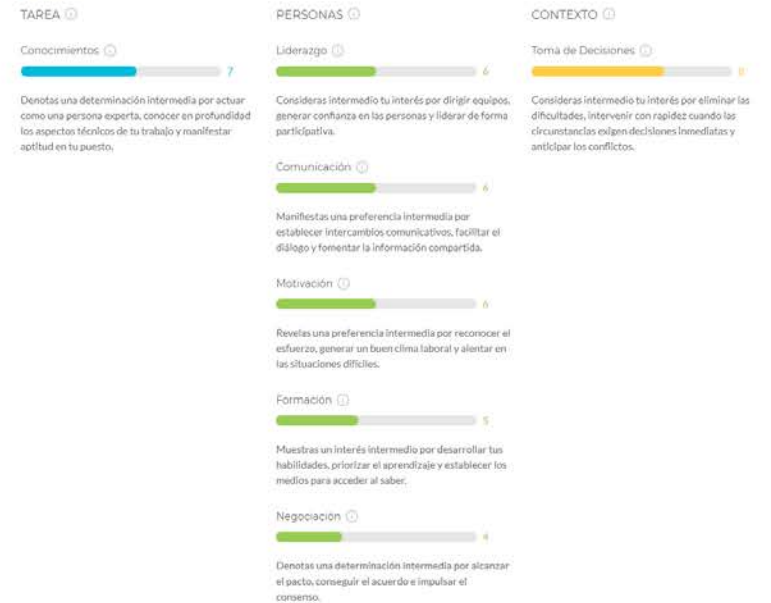 TAREA
Conocimientos
7
Denotas una determinación intermedia por actuar
como una persona experta, conocer en profundidad
los aspectos técnicos de tu trabajo y manifestar
aptitud en tu puesto.
PERSONAS
Liderazgo
6
Consideras intermedio tu interés por dirigir equipos,
generar confianza en las personas y liderar de forma
participativa.
Comunicación
6
Manifiestas una preferencia intermedia por
establecer intercambios comunicativos, facilitar el
diálogo y fomentar la información compartida.
Motivación
6
Revelas una preferencia intermedia por reconocer el
esfuerzo, generar un buen clima laboral y alentar en
las situaciones difíciles.
Formación
5
Muestras un interés intermedio por desarrollar tus
habilidades, priorizar el aprendizaje y establecer los
medios para acceder al saber.
Negociación
4
Denotas una determinación intermedia por alcanzar
el pacto, conseguir el acuerdo e impulsar el
consenso.
CONTEXTO
Toma de Decisiones
8
Consideras intermedio tu interés por eliminar las
dificultades, intervenir con rapidez cuando las
circunstancias exigen decisiones inmediatas y
anticipar los conflictos.